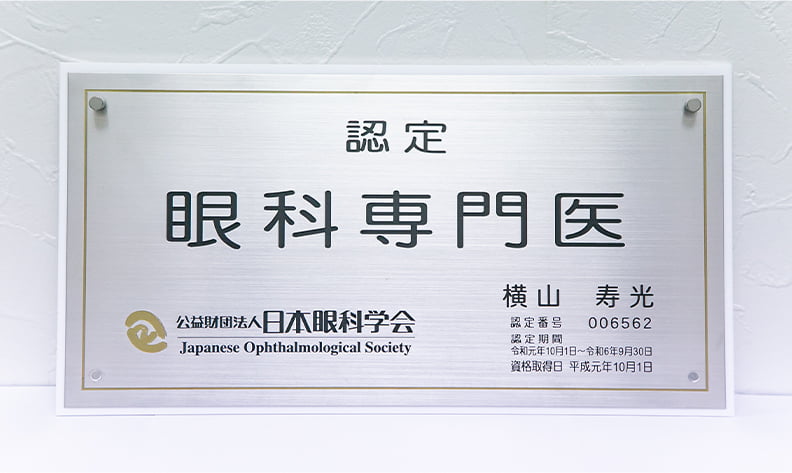 認定
眼科専門医
横山 寿光
公益財団法人日本眼科学会
Japanese Ophthalmological Society
認定番号 006562
認定期間
令和元年10月1日～令和6年9月30日
資格取得日 平成元年10月1日